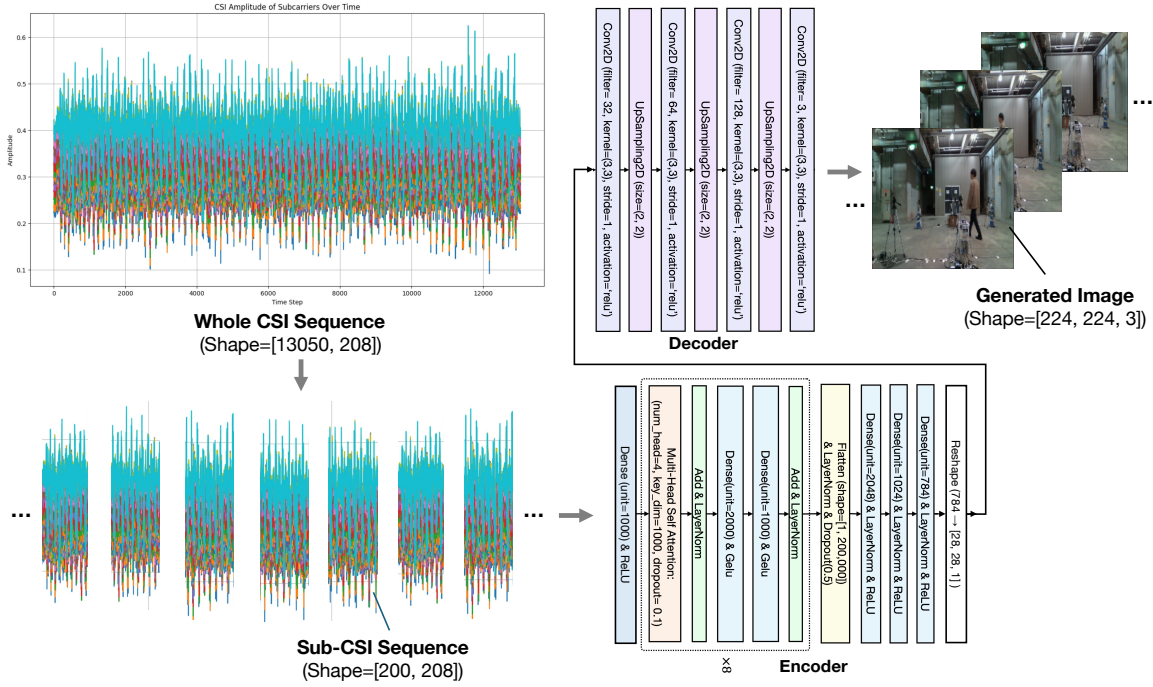 CSI Amplitude of Subcarriers Over Time
Amplitude
0.6
0.5
0.4
0.3
0.2
0.1
0
2000
4000
6000
8000
10000
12000
Time Step
Whole CSI Sequence
(Shape=[13050, 208])
...
...
Sub-CSI Sequence
(Shape=[200, 208])
Dense (unit=1000) & ReLU
Multi-Head Self Attention:
(num_head=4, key_dim=1000, dropout= 0.1)
Add & LayerNorm
Dense(unit=2000) & Gelu
Dense(unit=1000) & Gelu
Add & LayerNorm
×8
Flatten (shape=[1, 200,000])
& LayerNorm & Dropout(0.5)
Dense(unit=2048) & LayerNorm & ReLU
Dense(unit=1024) & LayerNorm & ReLU
Dense(unit=784) & LayerNorm & ReLU
Reshape (784 → [28, 28, 1] )
Encoder
Conv2D (filter= 32, kernel=(3,3), stride=1, activation='relu')
UpSampling2D (size=(2, 2))
Conv2D (filter= 64, kernel=(3,3), stride=1, activation='relu')
UpSampling2D (size=(2, 2))
Conv2D (filter= 128, kernel=(3,3), stride=1, activation='relu')
UpSampling2D (size=(2, 2))
Conv2D (filter= 3, kernel=(3,3), stride=1, activation='relu')
Decoder
...
...
Generated Image
(Shape=[224, 224, 3])